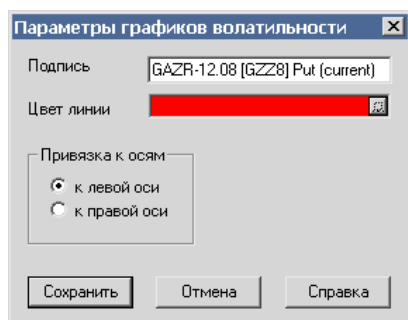 Параметры графиков волатильности
Подпись GAZR-12.08 [GZZ8] Put (current)
Цвет линии
Привязка к осям
к левой оси
к правой оси
Сохранить Отмена Справка